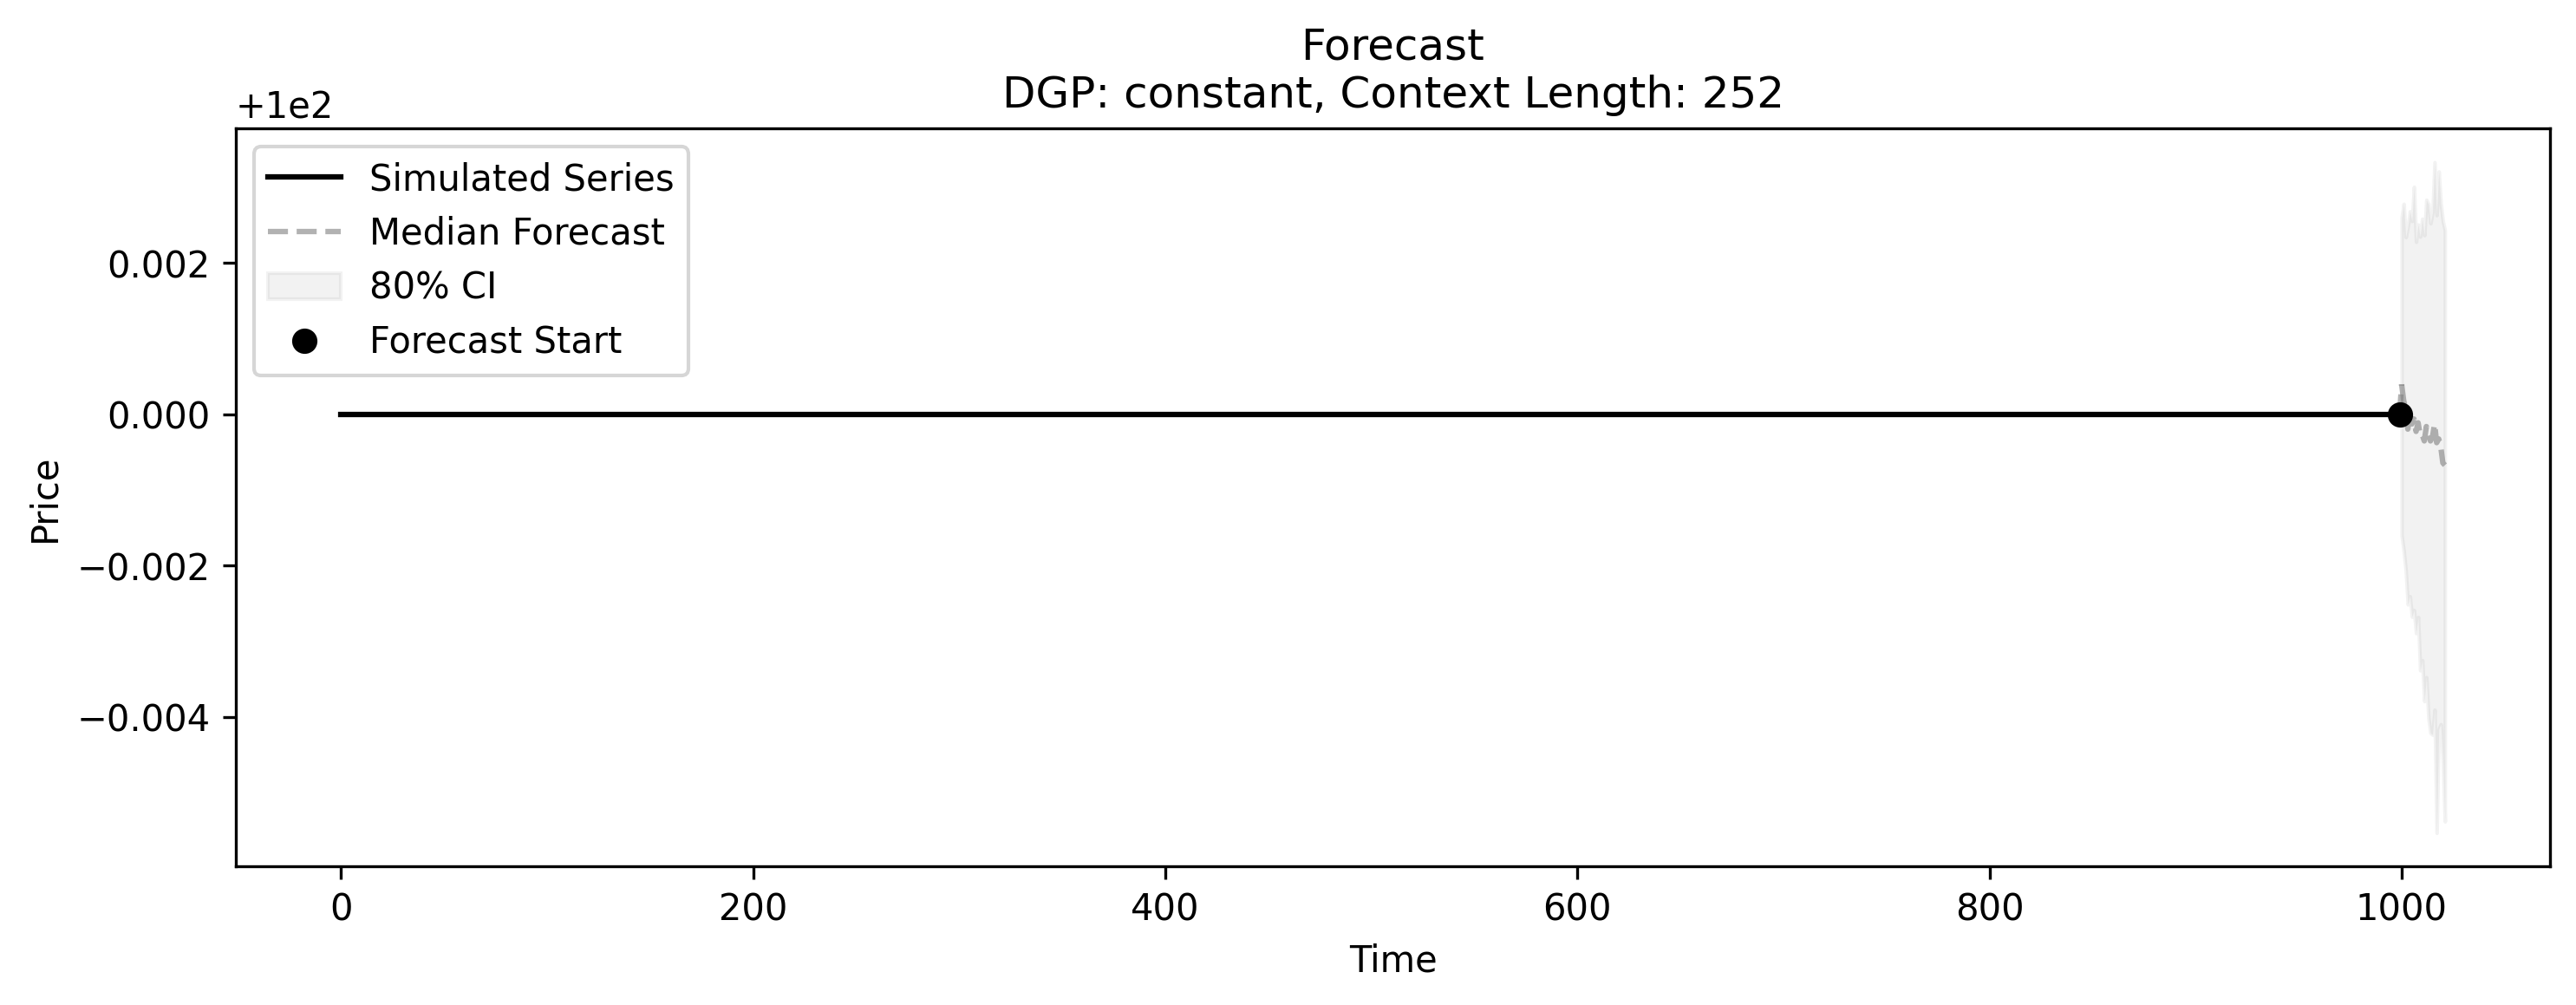 Forecast
DGP: constant, Context Length: 252
+1e2
Simulated Series
Median Forecast
80% CI
Forecast Start
0.002
0.000
−0.002
−0.004
Price
0
200
400
600
800
1000
Time